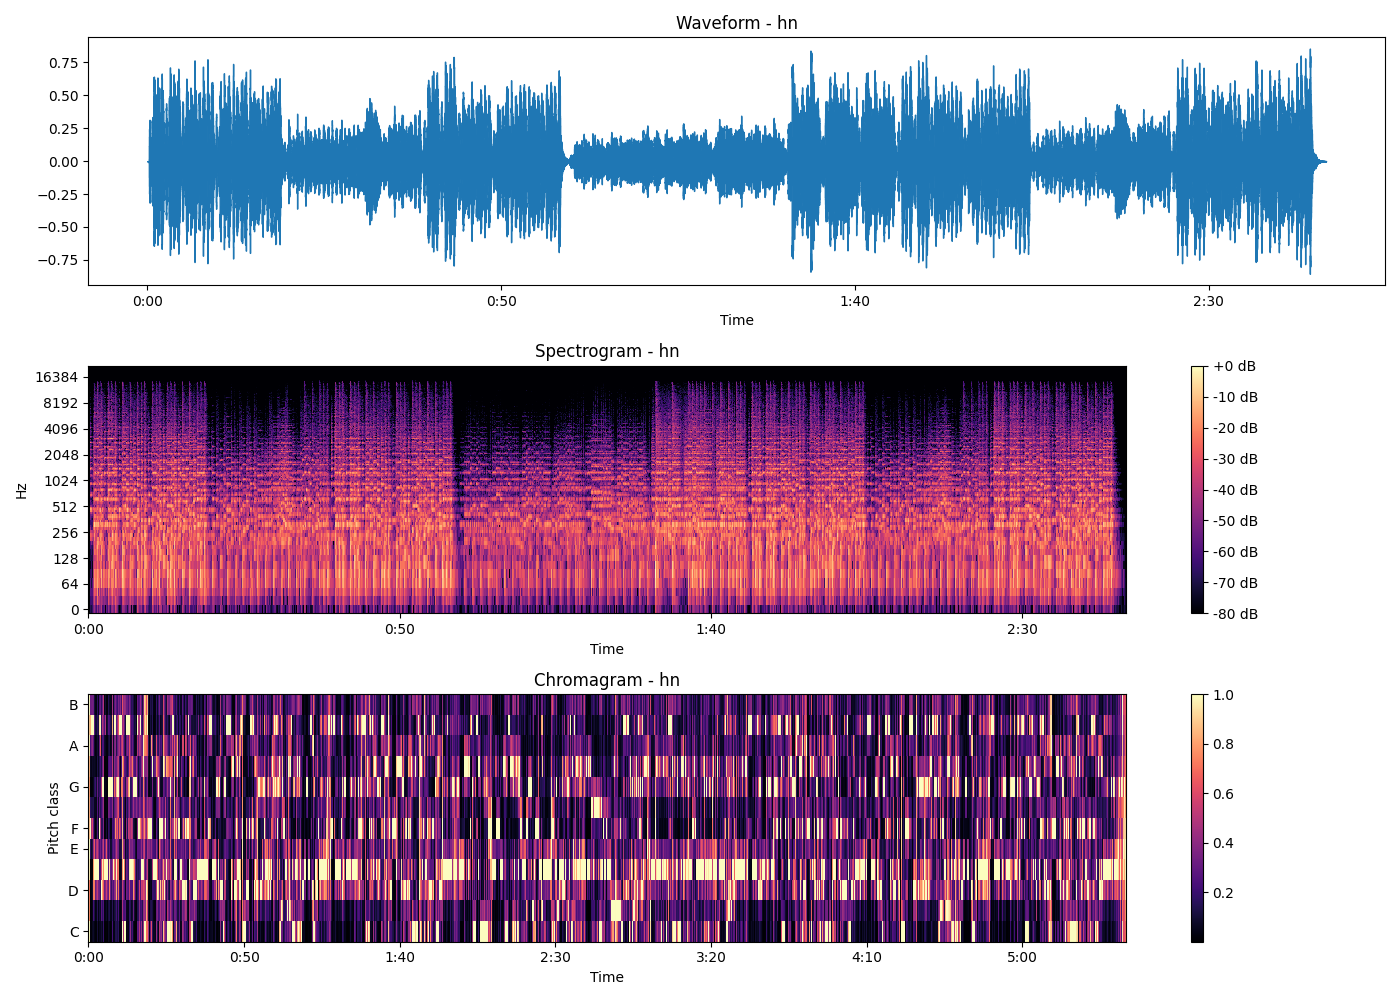 Waveform - hn
0.75
0.50
0.25
0.00
−0.25
−0.50
−0.75
0:00 0:50 1:40 2:30
Time
Spectrogram - hn
Hz
16384
8192
4096
2048
1024
512
256
128
64
0
0:00 0:50 1:40 2:30
Time
+0 dB
-10 dB
-20 dB
-30 dB
-40 dB
-50 dB
-60 dB
-70 dB
-80 dB
Chromagram - hn
Pitch class
B
A
G
F
E
D
C
0:00 0:50 1:40 2:30 3:20 4:10 5:00
Time
1.0
0.8
0.6
0.4
0.2